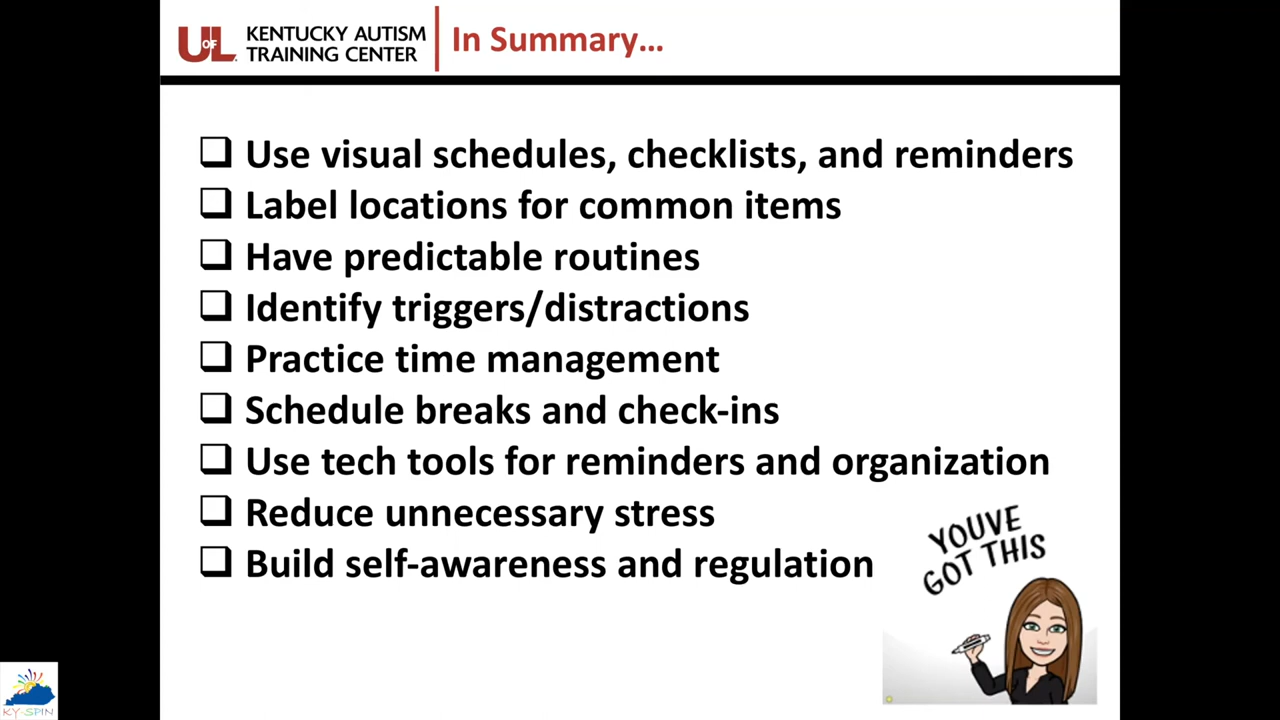 UofL KENTUCKY AUTISM
TRAINING CENTER
In Summary...
Use visual schedules, checklists, and reminders
Label locations for common items
Have predictable routines
Identify triggers/distractions
Practice time management
Schedule breaks and check-ins
Use tech tools for reminders and organization
Reduce unnecessary stress
Build self-awareness and regulation
YOUVE
GOT THIS
KY-SPIN